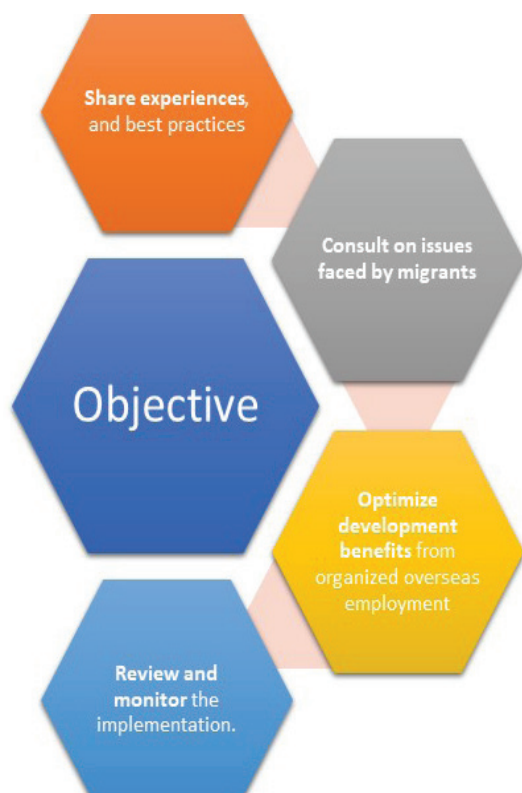 Share experiences,
and best practices
Consult on issues
faced by migrants
Objective
Optimize
development
benefits from
organized overseas
employment
Review and
monitor the
implementation.